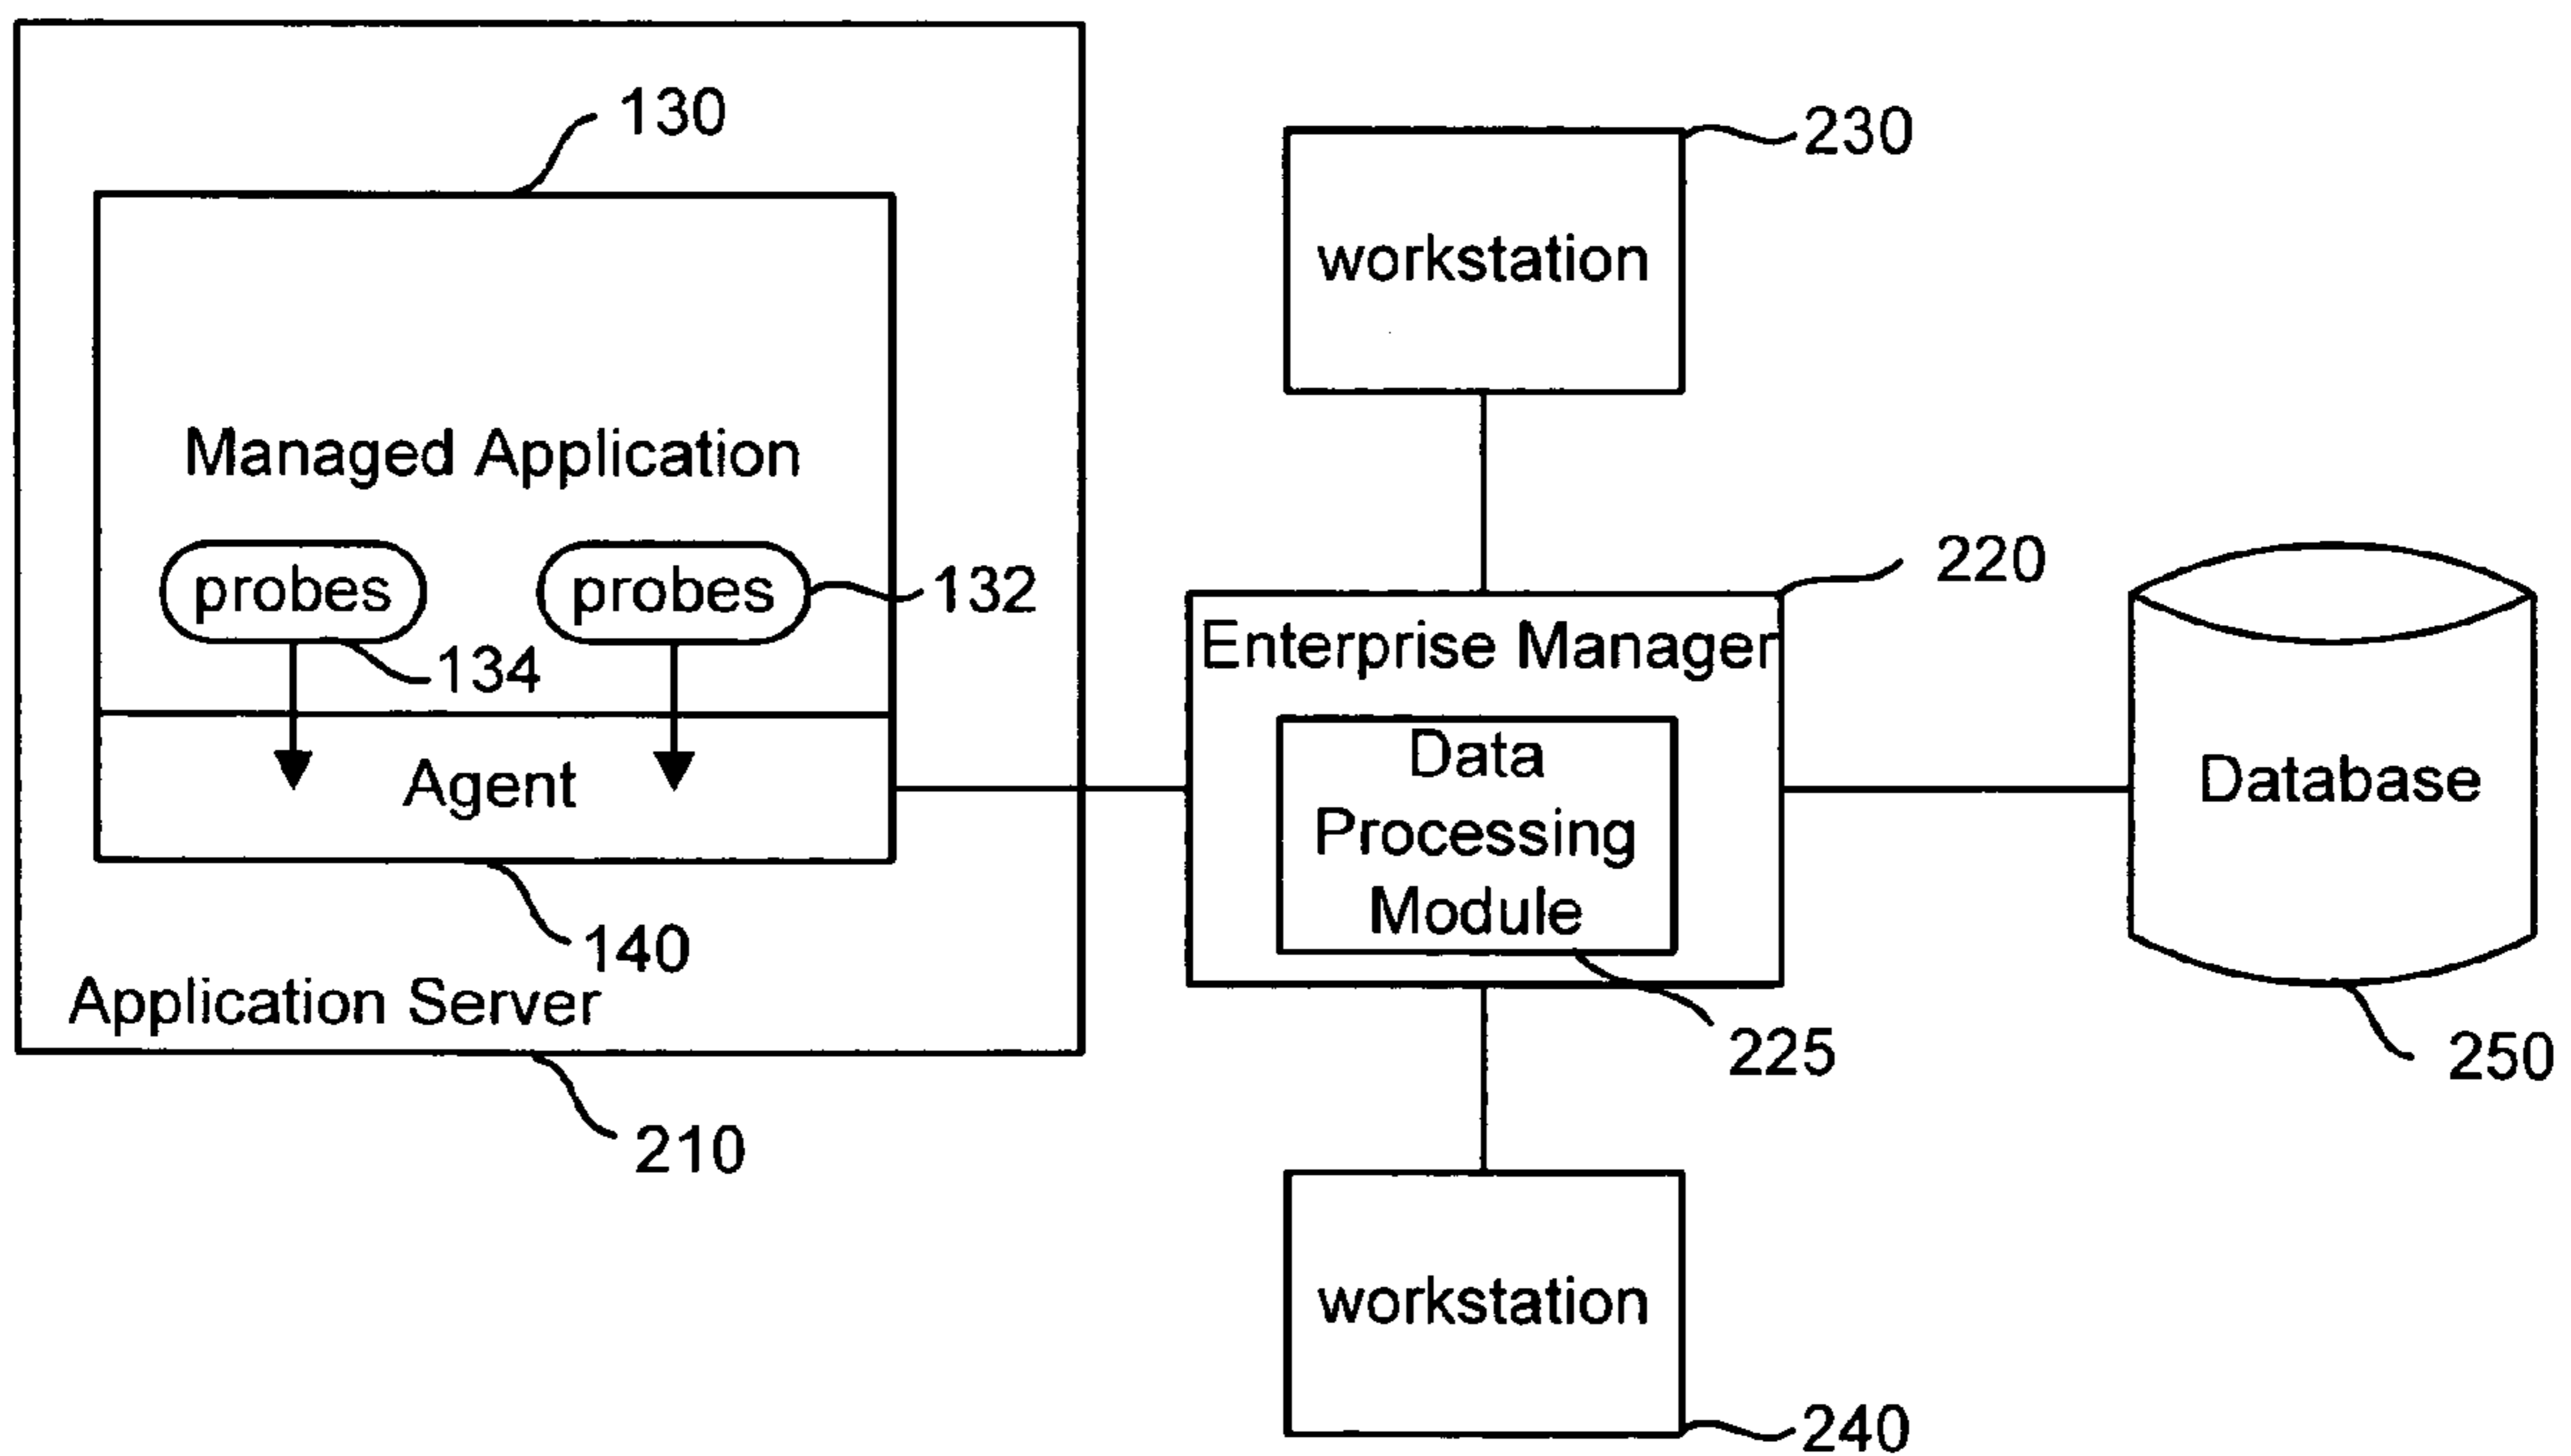 130
230
workstation
Managed Application
probes
probes
132
134
220
Enterprise Manager
Data
Processing
Module
Agent
Database
140
Application Server
225
250
210
workstation
240